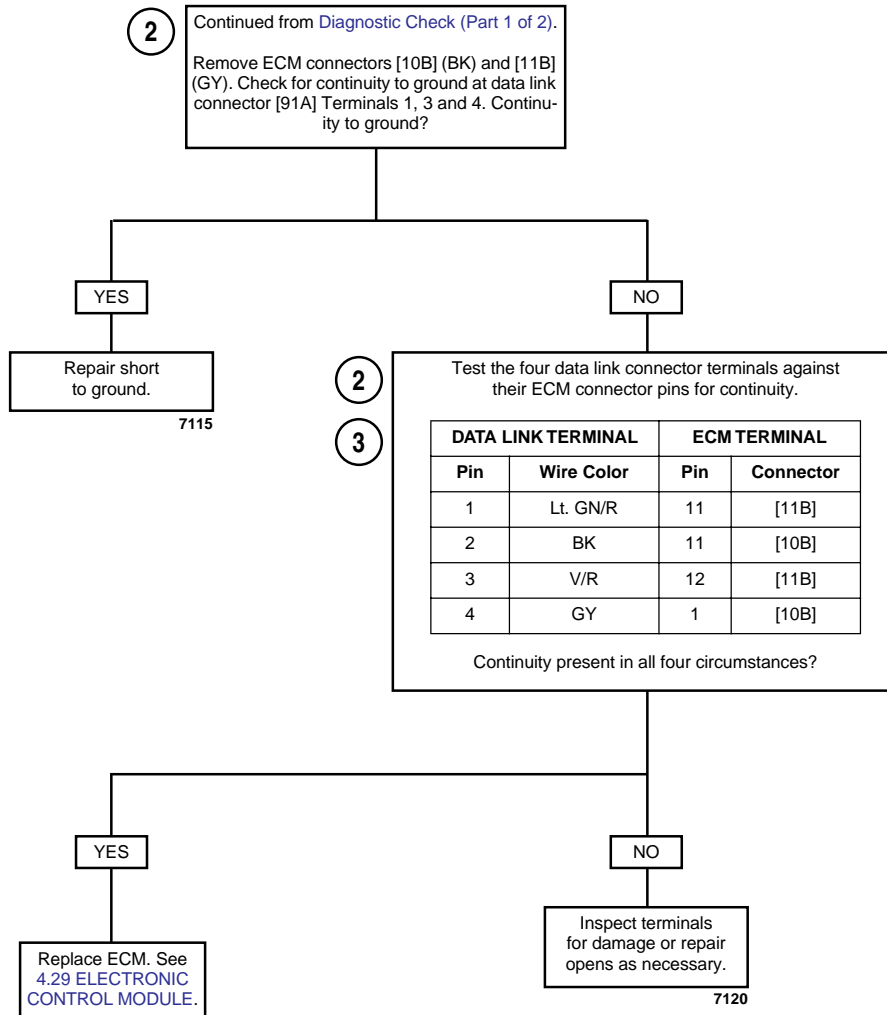 2
Continued from Diagnostic Check (Part 1 of 2).
Remove ECM connectors [10B] (BK) and [11B]
(GY). Check for continuity to ground at data link
connector [91A] Terminals 1, 3 and 4. Continu-
ity to ground?
YES
NO
Repair short
to ground.
7115
2
3
Test the four data link connector terminals against
their ECM connector pins for continuity.
DATA LINK TERMINAL ECM TERMINAL
Pin Wire Color Pin Connector
1 Lt. GN/R 11 [11B]
2 BK 11 [10B]
3 V/R 12 [11B]
4 GY 1 [10B]
Continuity present in all four circumstances?
YES
NO
Replace ECM. See
4.29 ELECTRONIC
CONTROL MODULE.
Inspect terminals
for damage or repair
opens as necessary.
7120